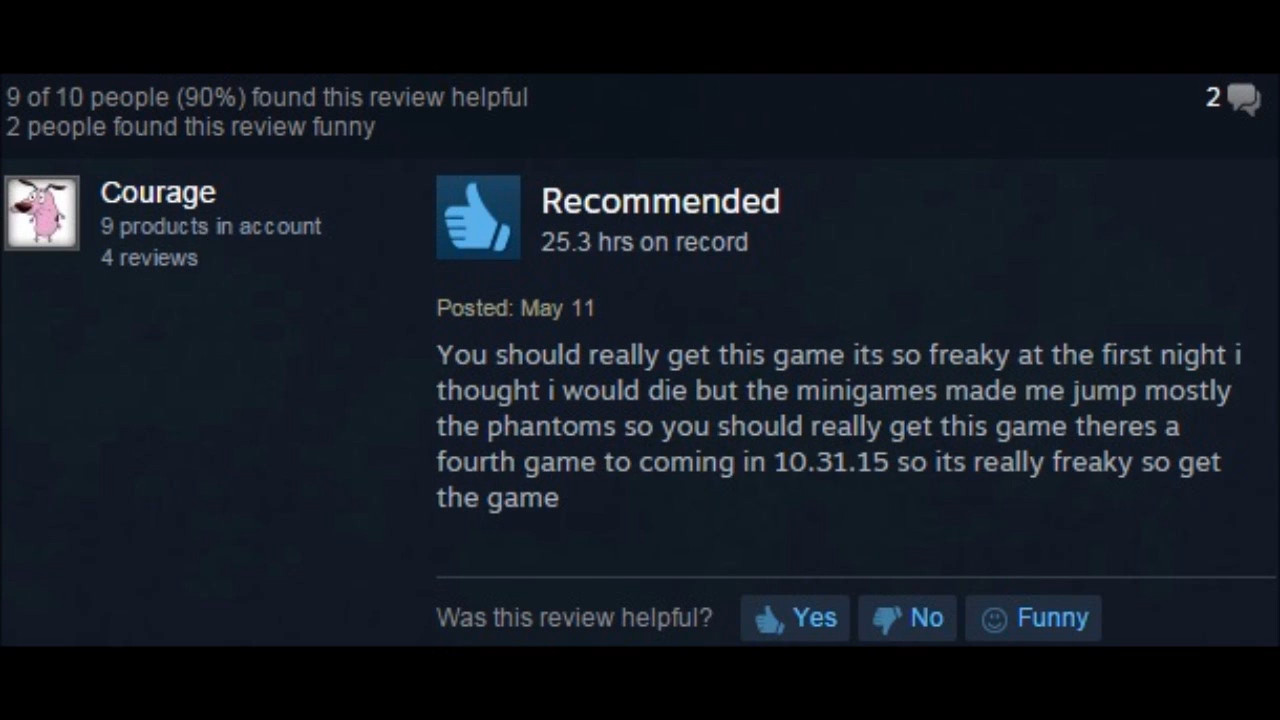 9 of 10 people (90%) found this review helpful
2 people found this review funny
2
Courage
9 products in account
4 reviews
Recommended
25.3 hrs on record
Posted: May 11
You should really get this game its so freaky at the first night i
thought i would die but the minigames made me jump mostly
the phantoms so you should really get this game theres a
fourth game to coming in 10.31.15 so its really freaky so get
the game
Was this review helpful?
Yes
No
Funny